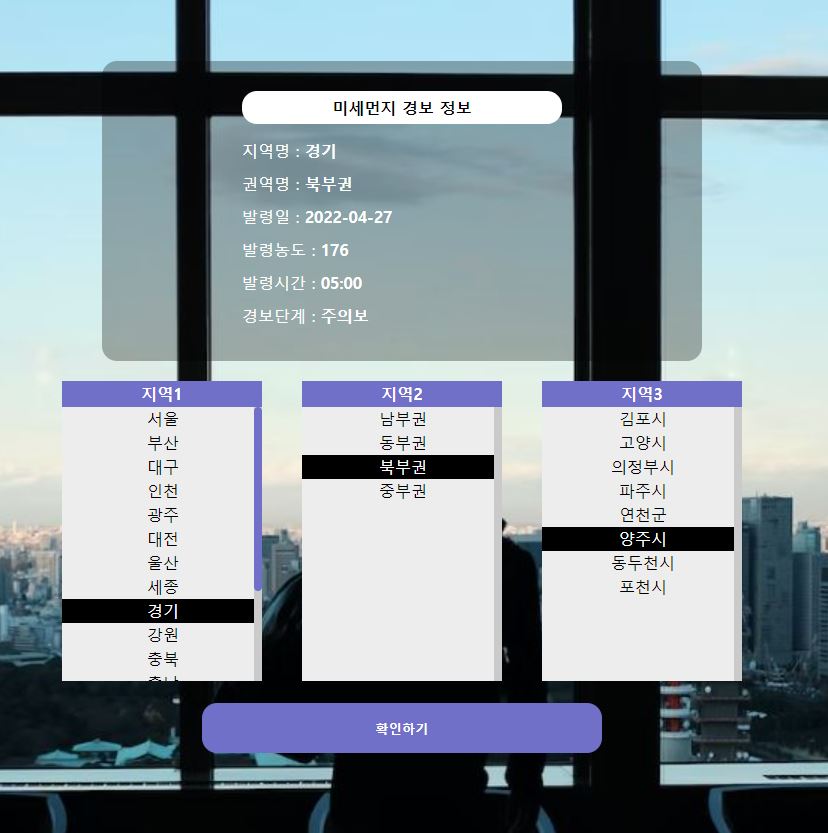 미세먼지 경보 정보
지역명 : 경기
권역명 : 북부권
발령일 : 2022-04-27
발령농도 : 176
발령시간 : 05:00
경보단계 : 주의보
지역1
서울
부산
대구
인천
광주
대전
울산
세종
경기
강원
충북
지역2
남부권
동부권
북부권
중부권
지역3
김포시
고양시
의정부시
파주시
연천군
양주시
동두천시
포천시
확인하기